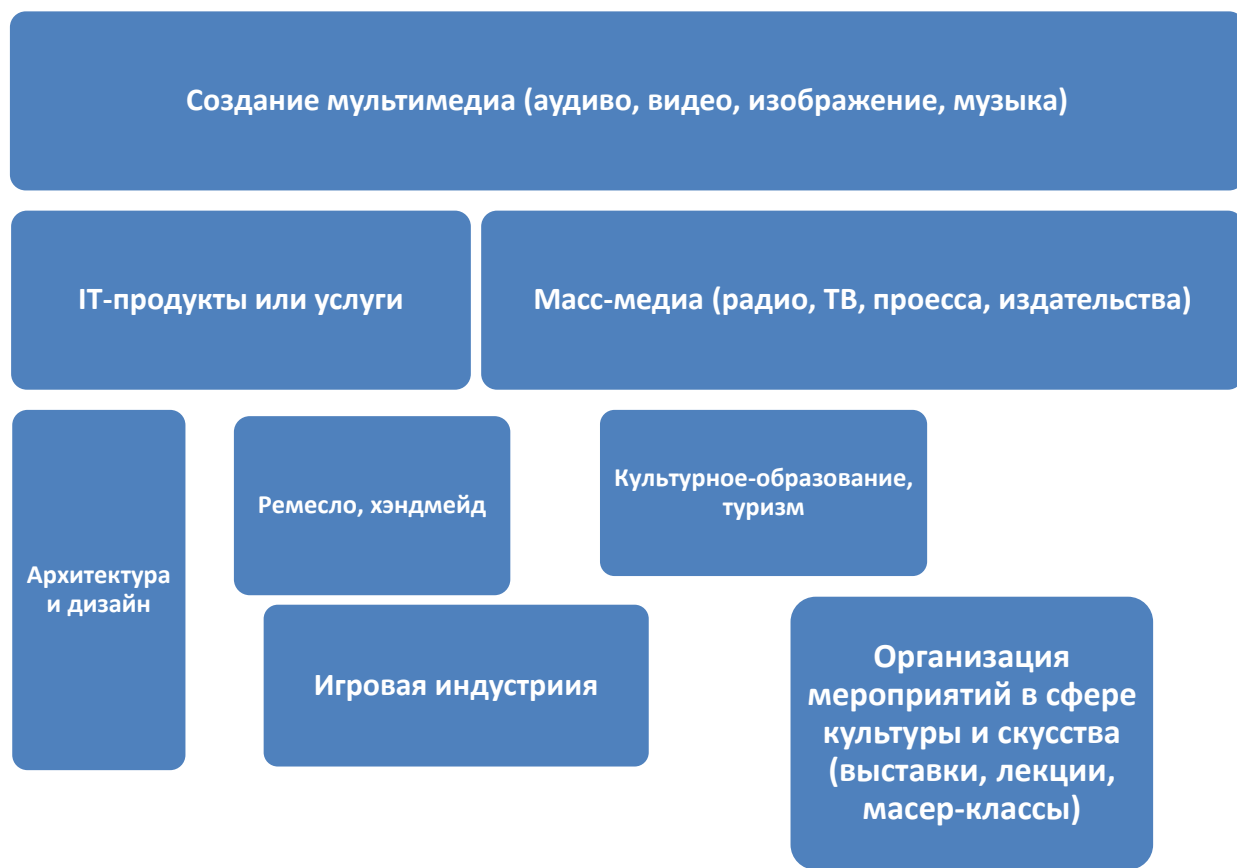 Создание мультимедиа (аудиво, видео, изображение, музыка)
IT-продукты или услуги
Масс-медиа (радио, ТВ, проесса, издательства)
Архитектура
и дизайн
Ремесло, хэндмейд
Культурное-образование,
туризм
Игровая индустриия
Организация
мероприятий в сфере
культуры и скусства
(выставки, лекции,
масер-классы)